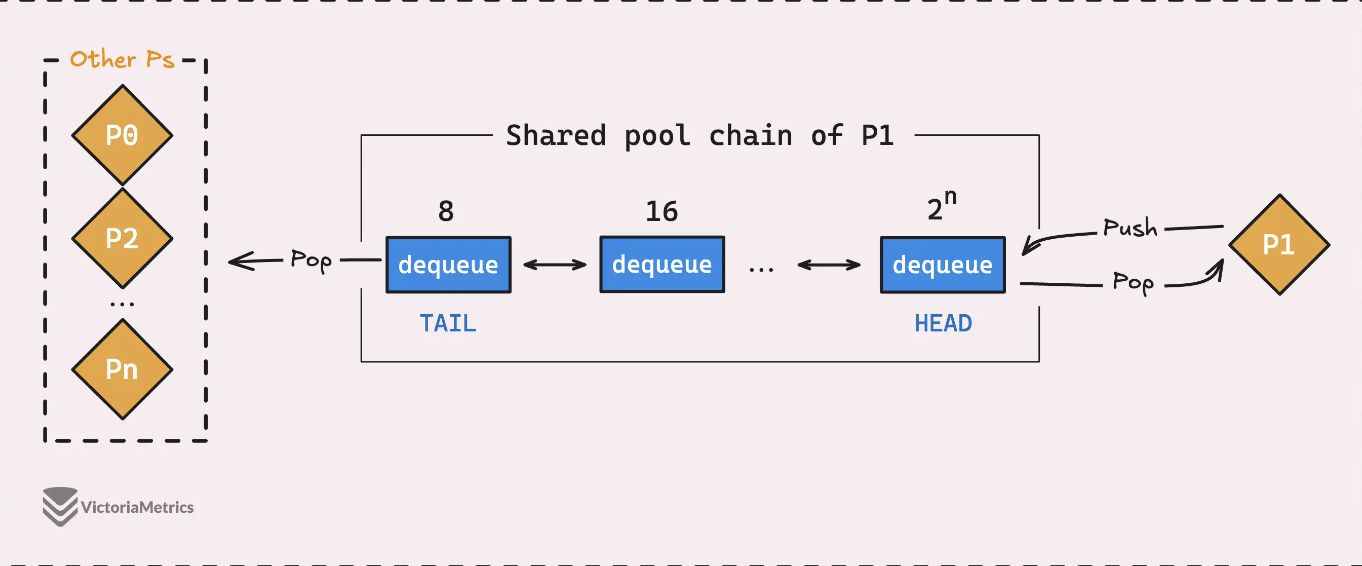 Other Ps
P0
P2
...
Pn
Pop
Shared pool chain of P1
8
16
2^n
dequeue
dequeue
...
dequeue
TAIL
HEAD
Push
Pop
P1
VictoriaMetrics